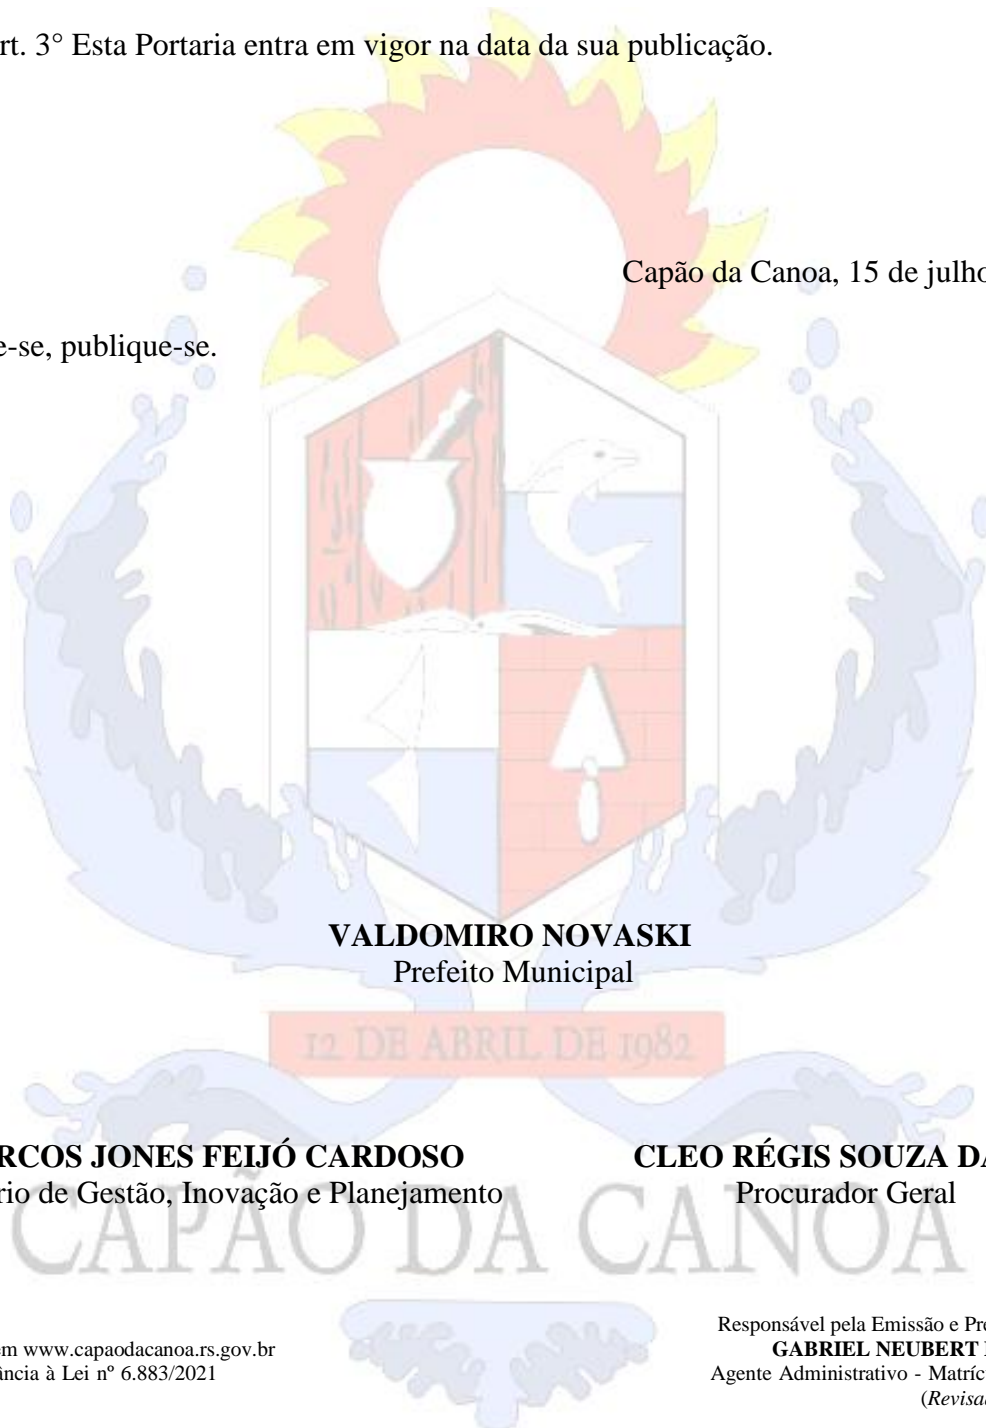 rt. 3° Esta Portaria entra em vigor na data da sua publicação.
Capão da Canoa, 15 de julho
e-se, publique-se.
VALDOMIRO NOVASKI
Prefeito Municipal
12 DE ABRIL DE 1982
RCOS JONES FEIJÓ CARDOSO
rio de Gestão, Inovação e Planejamento
CLEO RÉGIS SOUZA DA
Procurador Geral
CAPÃO DA CANOA
em www.capaodacanoa.rs.gov.br
ância à Lei nº 6.883/2021
Responsável pela Emissão e Pre
GABRIEL NEUBERT
Agente Administrativo - Matríc
(Revisa